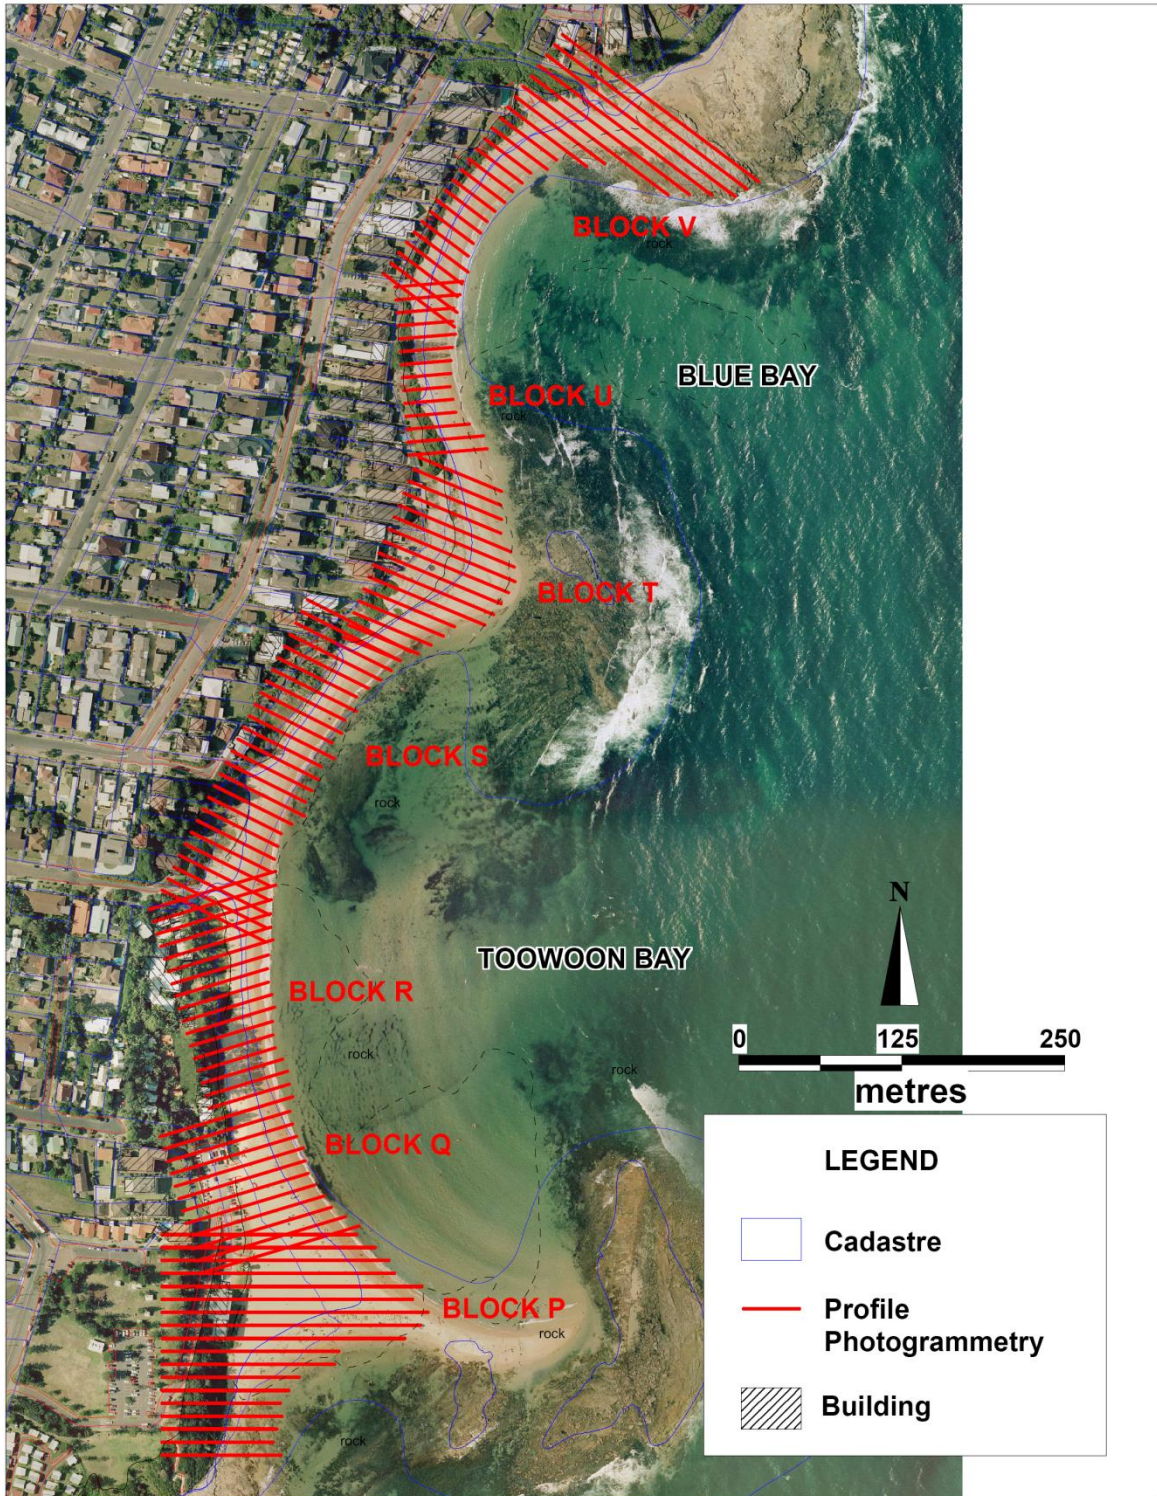 BLOCK V
rock
BLUE BAY
BLOCK U
rock
BLOCK T
BLOCK S
rock
N
TOOWOON BAY
BLOCK R
0 125 250
metres
rock
rock
BLOCK Q
LEGEND
Cadastre
BLOCK P
rock
Profile
Photogrammetry
Building
rock